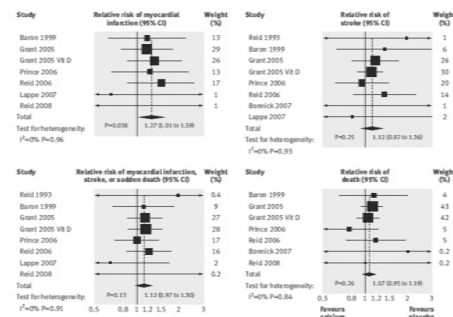 Study
Relative risk of myocardial infarction (95% CI)
Weight (%)
Baron 1999 13
Grant 2005 29
Grant 2005 Vit D 26
Prince 2006 13
Reid 2006 17
Lappe 2007 1
Reid 2008 1
Total
Test for heterogeneity: P=0.038 1.27 (1.01 to 1.59)
I²=0% P=0.96
Study
Relative risk of stroke (95% CI)
Weight (%)
Reid 1993 1
Baron 1999 6
Grant 2005 26
Grant 2005 Vit D 30
Prince 2006 20
Reid 2006 14
Bonnick 2007 1
Lappe 2007 2
Total
Test for heterogeneity: P=0.25 1.12 (0.92 to 1.36)
I²=0% P=0.93
Study
Relative risk of myocardial infarction, stroke, or sudden death (95% CI)
Weight (%)
Reid 1993 0.4
Baron 1999 9
Grant 2005 27
Grant 2005 Vit D 28
Prince 2006 17
Reid 2006 16
Lappe 2007 2
Reid 2008 0.2
Total
Test for heterogeneity: P=0.13 1.12 (0.97 to 1.30)
I²=0% P=0.91
0.5 0.8 1 1.2 1.5 2 3
Study
Relative risk of death (95% CI)
Weight (%)
Baron 1999 4
Grant 2005 43
Grant 2005 Vit D 42
Prince 2006 5
Reid 2006 5
Bonnick 2007 0.2
Reid 2008 0.2
Total
Test for heterogeneity: P=0.26 1.07 (0.95 to 1.19)
I²=0% P=0.84
0.5 0.8 1 1.2 1.5 2 3
Favours Favours